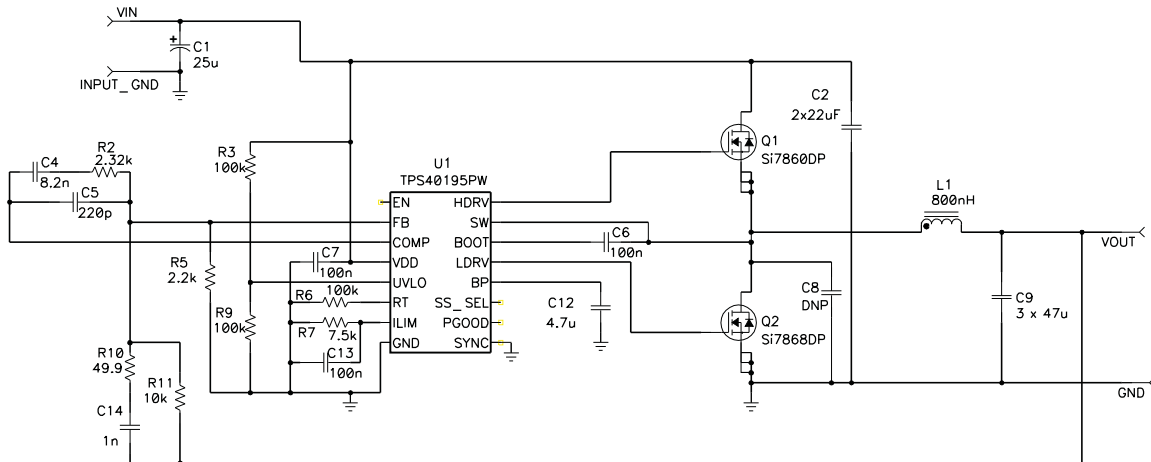 VIN
+
C1
25u
INPUT_GND
C2
2x22uF
Q1
Si7860DP
R2
2.32k
C4
8.2n
C5
220p
R3
100k
U1
TPS40195PW
EN
FB
COMP
VDD
UVLO
RT
ILIM
GND
HDRV
SW
BOOT
LDRV
BP
SS_SEL
PGOOD
SYNC
L1
800nH
VOUT
C6
100n
C7
100n
R5
2.2k
R6
100k
R9
100k
R7
7.5k
C13
100n
C12
4.7u
C8
DNP
C9
3 x 47u
Q2
Si7868DP
GND
R10
49.9
R11
10k
C14
1n